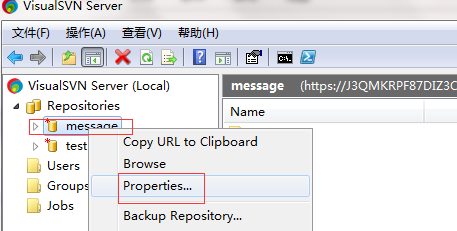 VisualSVN Server
文件(F) 操作(A) 查看(V) 帮助(H)
VisualSVN Server (Local)
message (https://J3QMKRPF87DIZ3C
Repositories
Name
message
test
Copy URL to Clipboard
Users
Browse
Groups
Properties...
Jobs
Backup Repository...